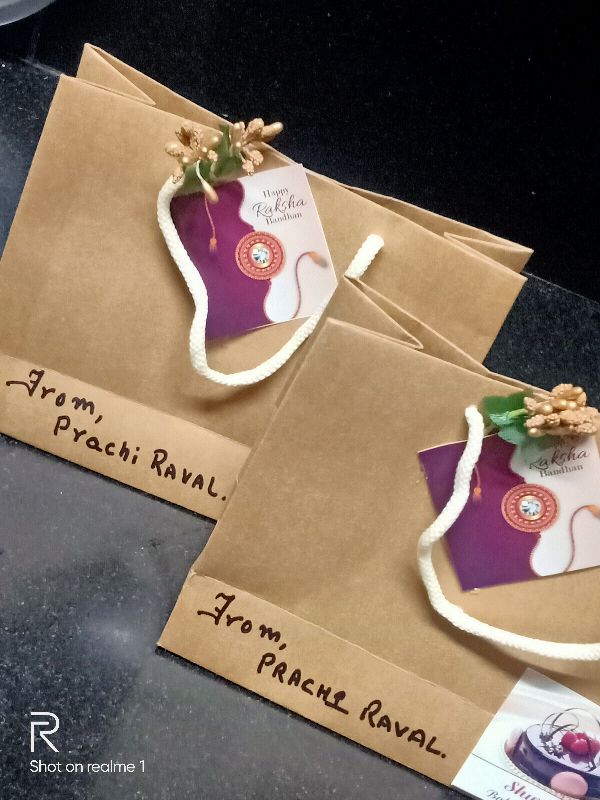 Happy
Raksha
Bandhan
From,
Prachi RAVAL.
Raksha
Bandhan
From,
PRACHI RAVAL.
R
Shot on realme 1